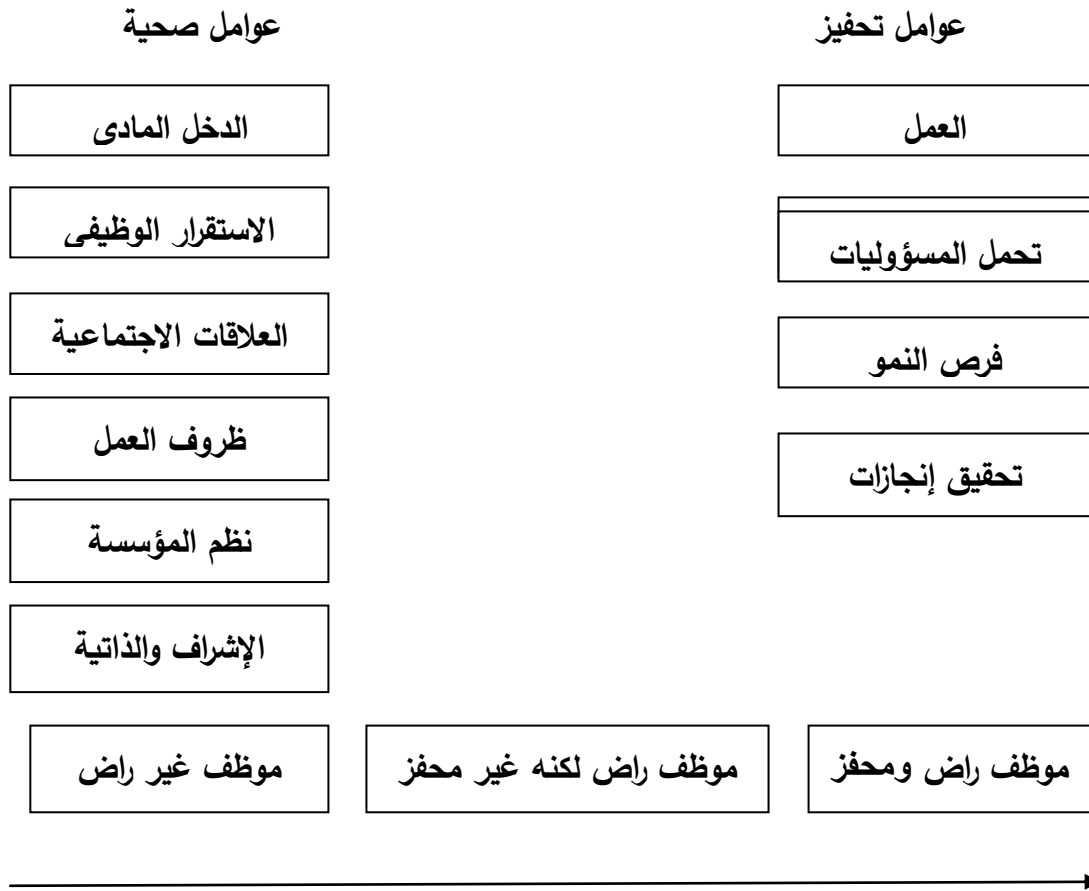 عوامل تحفيز
عوامل صحية
العمل
الدخل المادى
تحمل المسؤوليات
الاستقرار الوظيفى
فرص النمو
العلاقات الاجتماعية
تحقيق إنجازات
ظروف العمل
نظم المؤسسة
الإشراف والذاتية
موظف راض ومحفز
موظف راض لكنه غير محفز
موظف غير راض